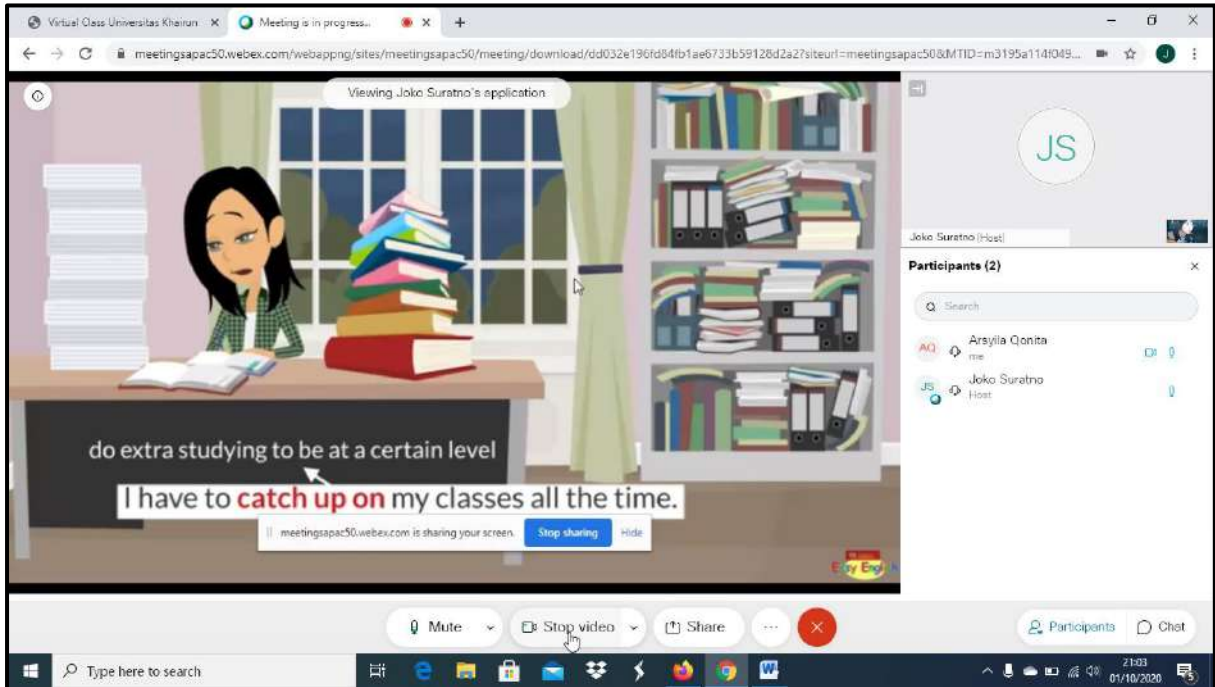 Virtual Class Universitas Khairun
Meeting is in progress...
meetingsapac50.webex.com/webappng/sites/meetingsapac50/meeting/download/dd032e196fd84fb1ae6733b59128d2a2?siteurl=meetingsapac50&MTID=m3195a114f049...
J
Viewing Joko Suratno's application
JS
Joko Suratno (Host)
Participants (2)
Search
AQ
Arsyila Qonita
me
JS
Joko Suratno
Host
do extra studying to be at a certain level
I have to catch up on my classes all the time.
meetingsapac50.webex.com is sharing your screen.
Stop sharing
Hide
Easy English
Mute
Stop video
Share
Participants
Chat
Type here to search
21:03
01/10/2020